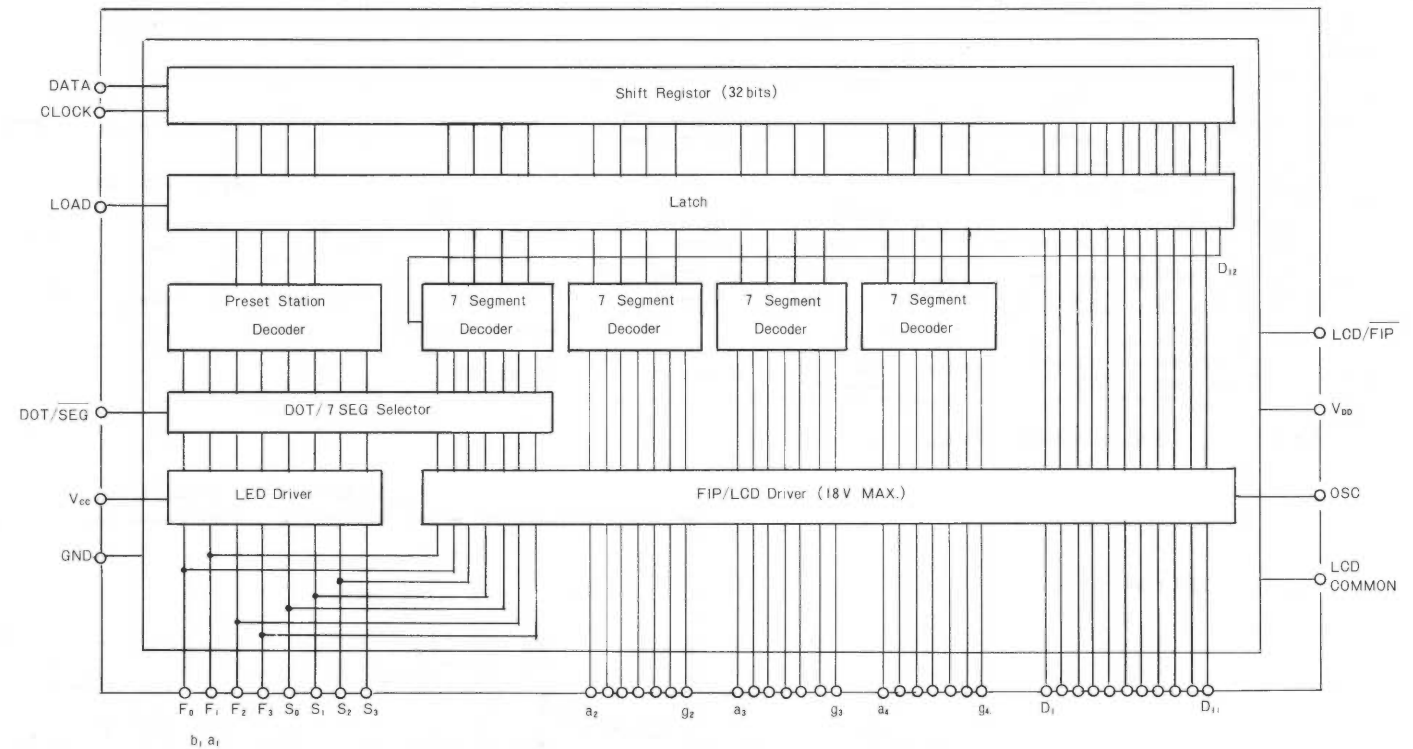 DATA
CLOCK
Shift Registor (32 bits)
LOAD
Latch
D12
Preset Station
Decoder
7 Segment
Decoder
7 Segment
Decoder
7 Segment
Decoder
7 Segment
Decoder
LCD/F̅I̅P̅
DOT/S̅E̅G̅
DOT/7 SEG Selector
VDD
Vcc
LED Driver
FIP/LCD Driver (18V MAX.)
OSC
GND
LCD
COMMON
F0 F1 F2 F3 S0 S1 S2 S3 a2 g2 a3 g3 a4 g4 D1 D11
b1 a1